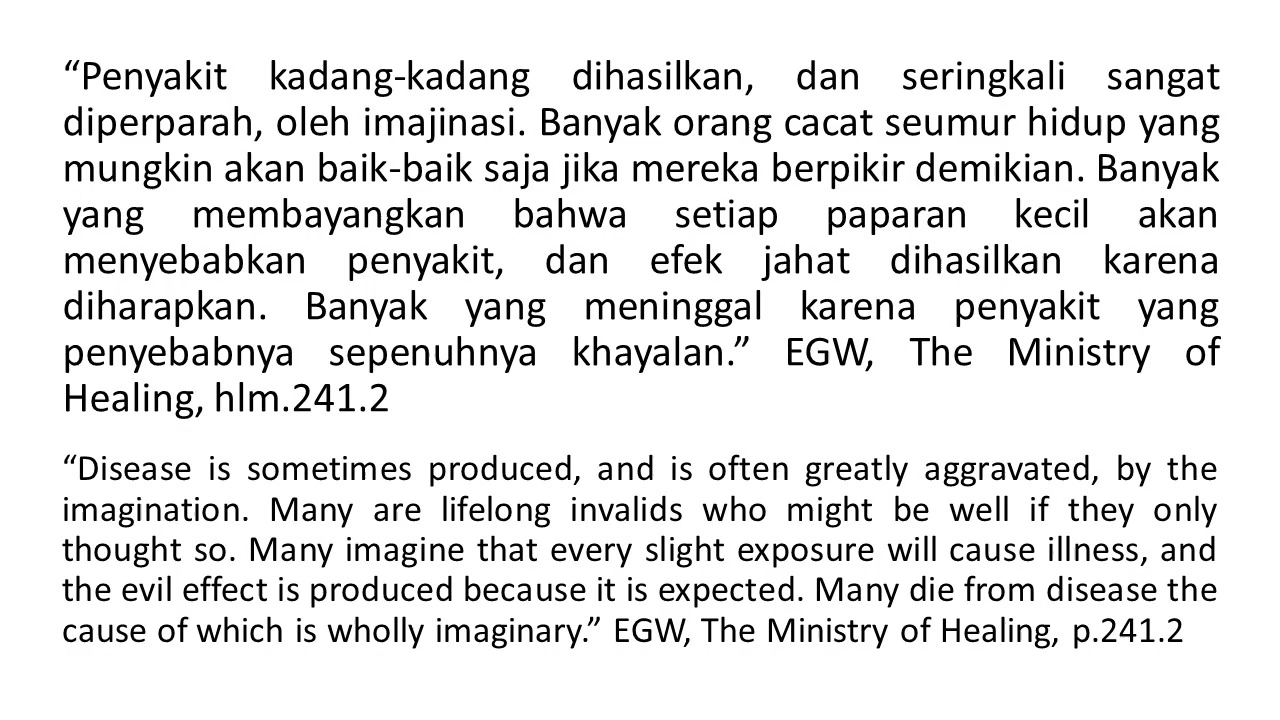 “Penyakit kadang-kadang dihasilkan, dan seringkali sangat
diperparah, oleh imajinasi. Banyak orang cacat seumur hidup yang
mungkin akan baik-baik saja jika mereka berpikir demikian. Banyak
yang membayangkan bahwa setiap paparan kecil akan
menyebabkan penyakit, dan efek jahat dihasilkan karena
diharapkan. Banyak yang meninggal karena penyakit yang
penyebabnya sepenuhnya khayalan.” EGW, The Ministry of
Healing, hlm.241.2
“Disease is sometimes produced, and is often greatly aggravated, by the
imagination. Many are lifelong invalids who might be well if they only
thought so. Many imagine that every slight exposure will cause illness, and
the evil effect is produced because it is expected. Many die from disease the
cause of which is wholly imaginary.” EGW, The Ministry of Healing, p.241.2